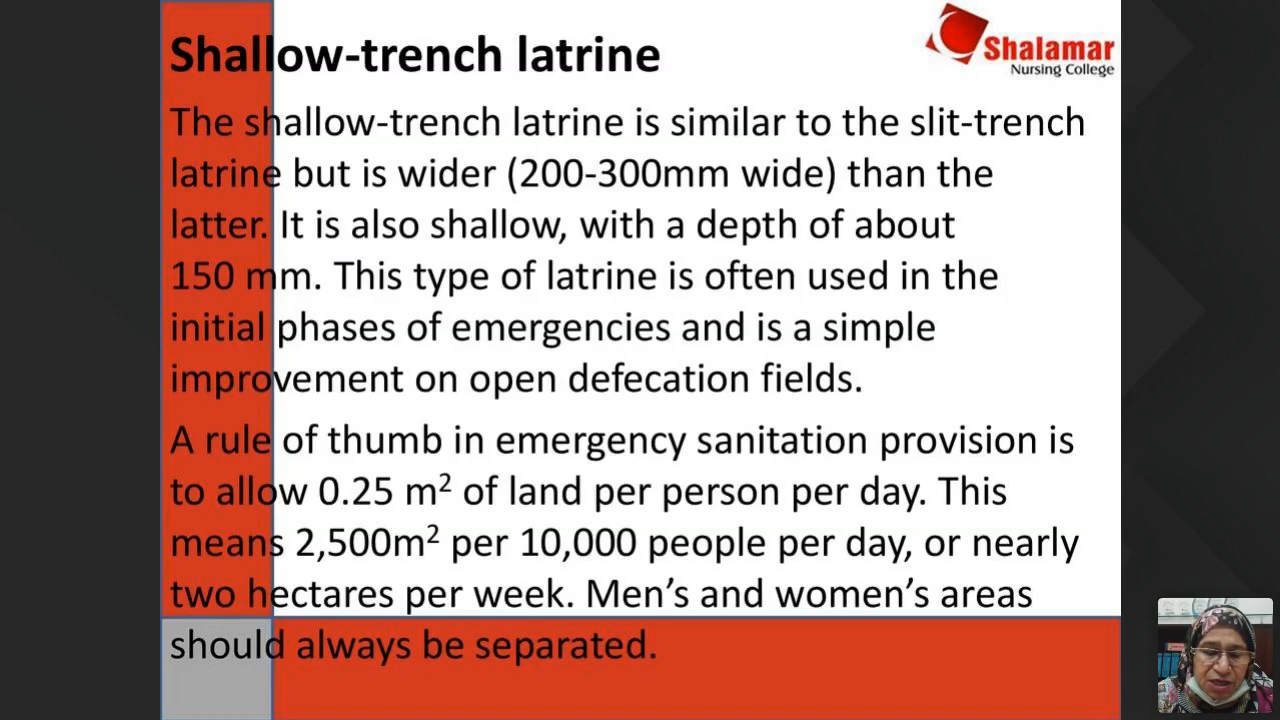 Shallow-trench latrine
Shalamar
Nursing College
The shallow-trench latrine is similar to the slit-trench
latrine but is wider (200-300mm wide) than the
latter. It is also shallow, with a depth of about
150 mm. This type of latrine is often used in the
initial phases of emergencies and is a simple
improvement on open defecation fields.
A rule of thumb in emergency sanitation provision is
to allow 0.25 m² of land per person per day. This
means 2,500m² per 10,000 people per day, or nearly
two hectares per week. Men’s and women’s areas
should always be separated.